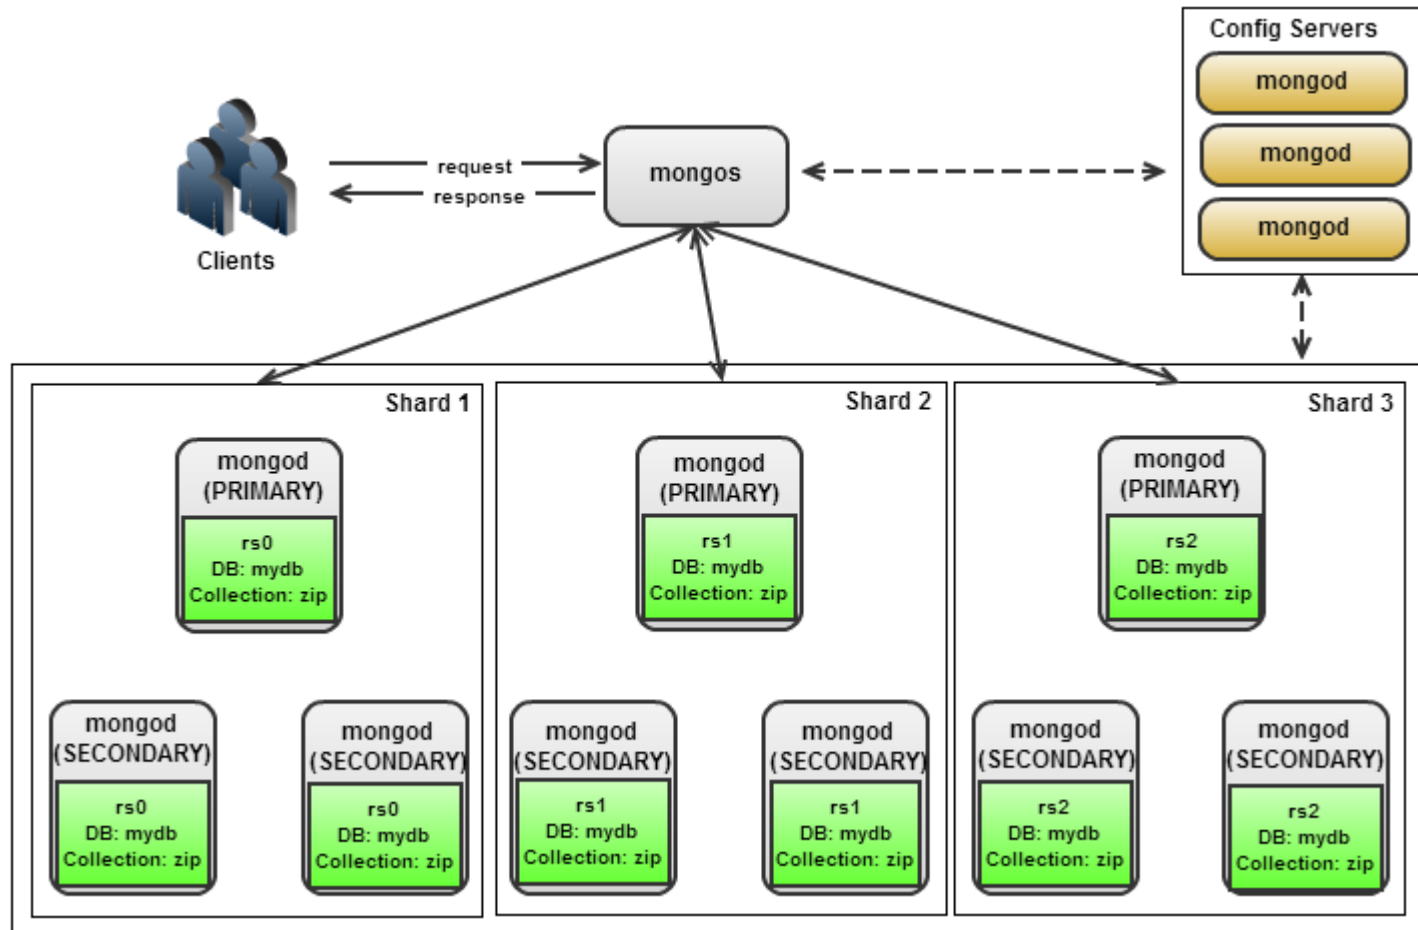 Config Servers
mongod
mongod
mongod
request
response
mongos
Clients
Shard 1
mongod
(PRIMARY)
rs0
DB: mydb
Collection: zip
mongod
(SECONDARY)
rs0
DB: mydb
Collection: zip
mongod
(SECONDARY)
rs0
DB: mydb
Collection: zip
Shard 2
mongod
(PRIMARY)
rs1
DB: mydb
Collection: zip
mongod
(SECONDARY)
rs1
DB: mydb
Collection: zip
mongod
(SECONDARY)
rs1
DB: mydb
Collection: zip
Shard 3
mongod
(PRIMARY)
rs2
DB: mydb
Collection: zip
mongod
(SECONDARY)
rs2
DB: mydb
Collection: zip
mongod
(SECONDARY)
rs2
DB: mydb
Collection: zip